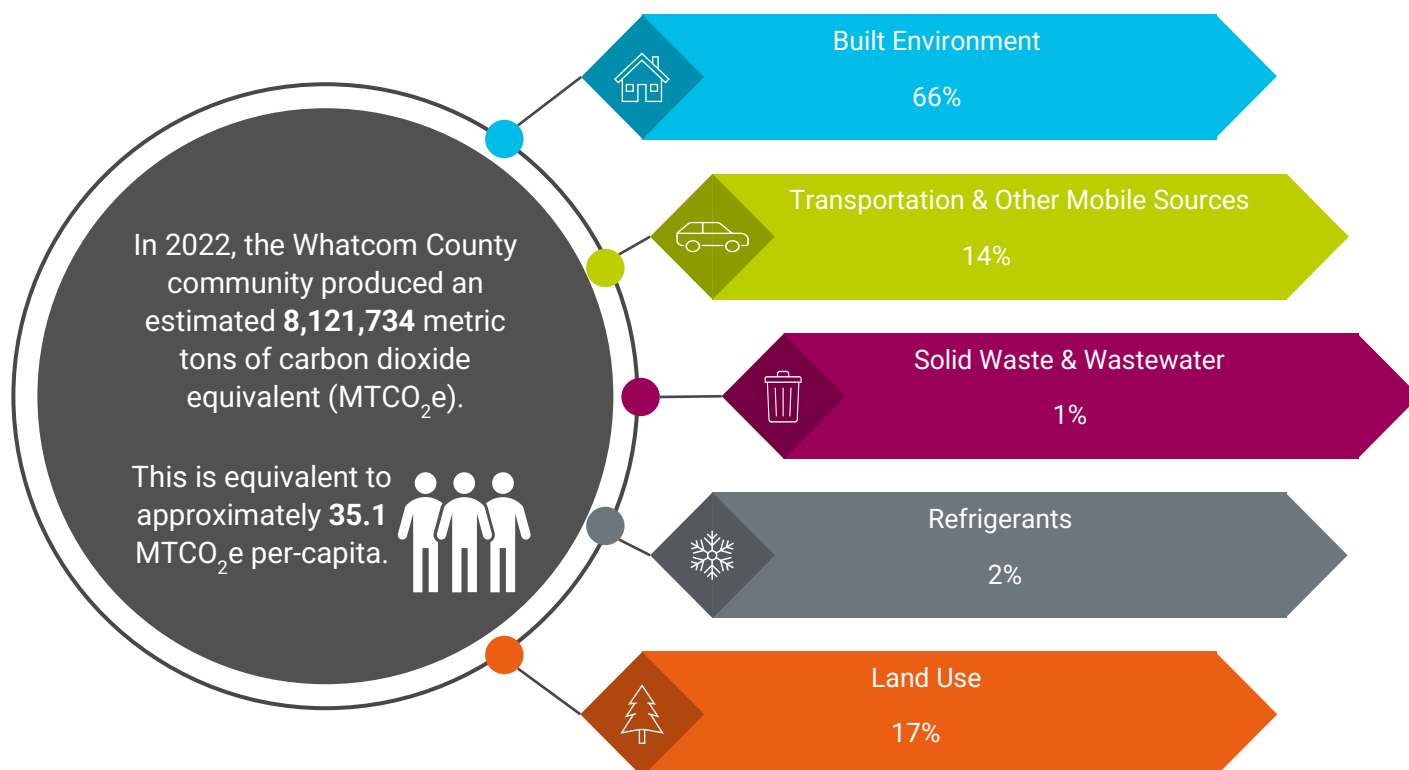 In 2022, the Whatcom County
community produced an
estimated 8,121,734 metric
tons of carbon dioxide
equivalent (MTCO₂e).
This is equivalent to
approximately 35.1
MTCO₂e per-capita.
Built Environment
66%
Transportation & Other Mobile Sources
14%
Solid Waste & Wastewater
1%
Refrigerants
2%
Land Use
17%